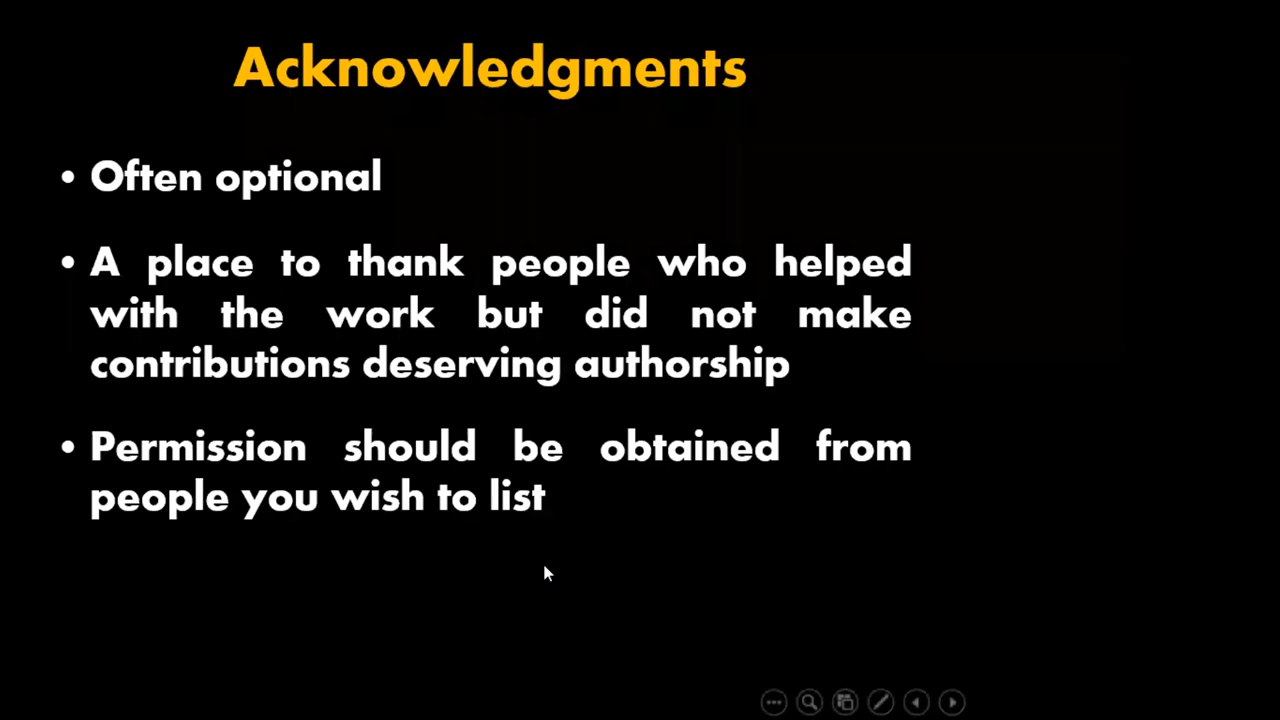 Acknowledgments
• Often optional
• A place to thank people who helped
with the work but did not make
contributions deserving authorship
• Permission should be obtained from
people you wish to list